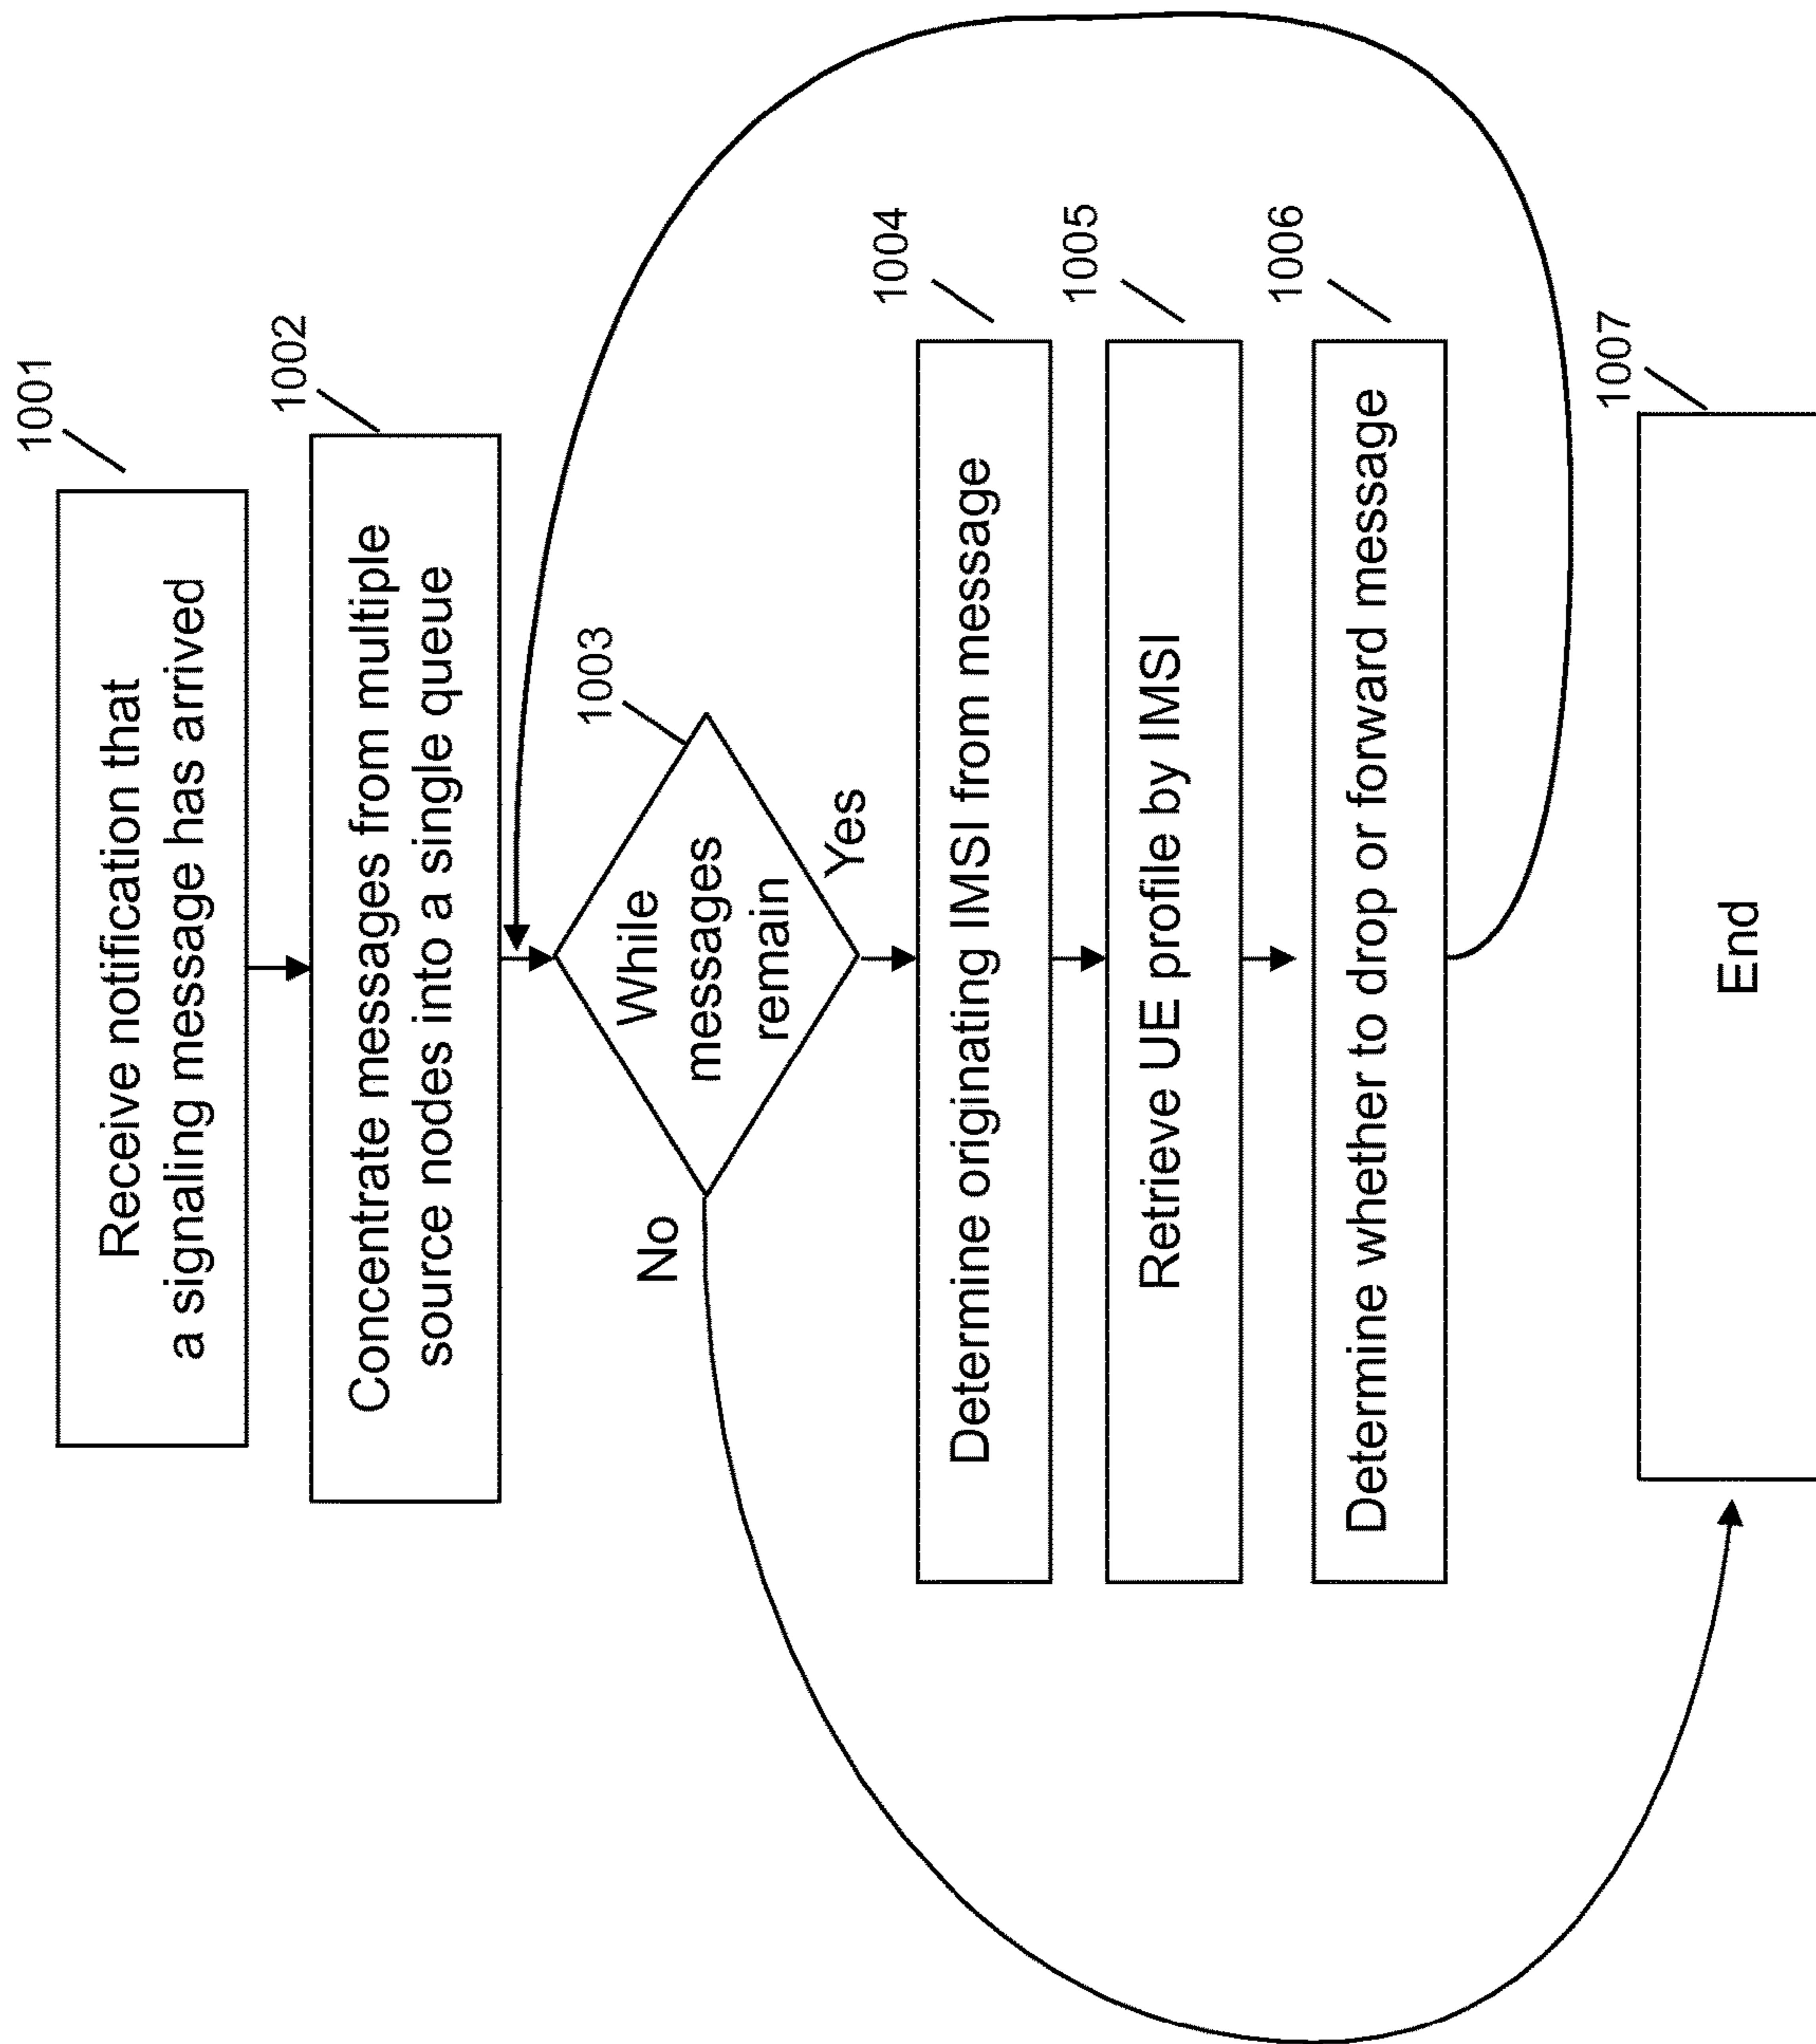 1001
Receive notification that
a signaling message has arrived
1002
Concentrate messages from multiple
source nodes into a single queue
1003
While
messages
remain
No
Yes
1004
Determine originating IMSI from message
1005
Retrieve UE profile by IMSI
1006
Determine whether to drop or forward message
1007
End